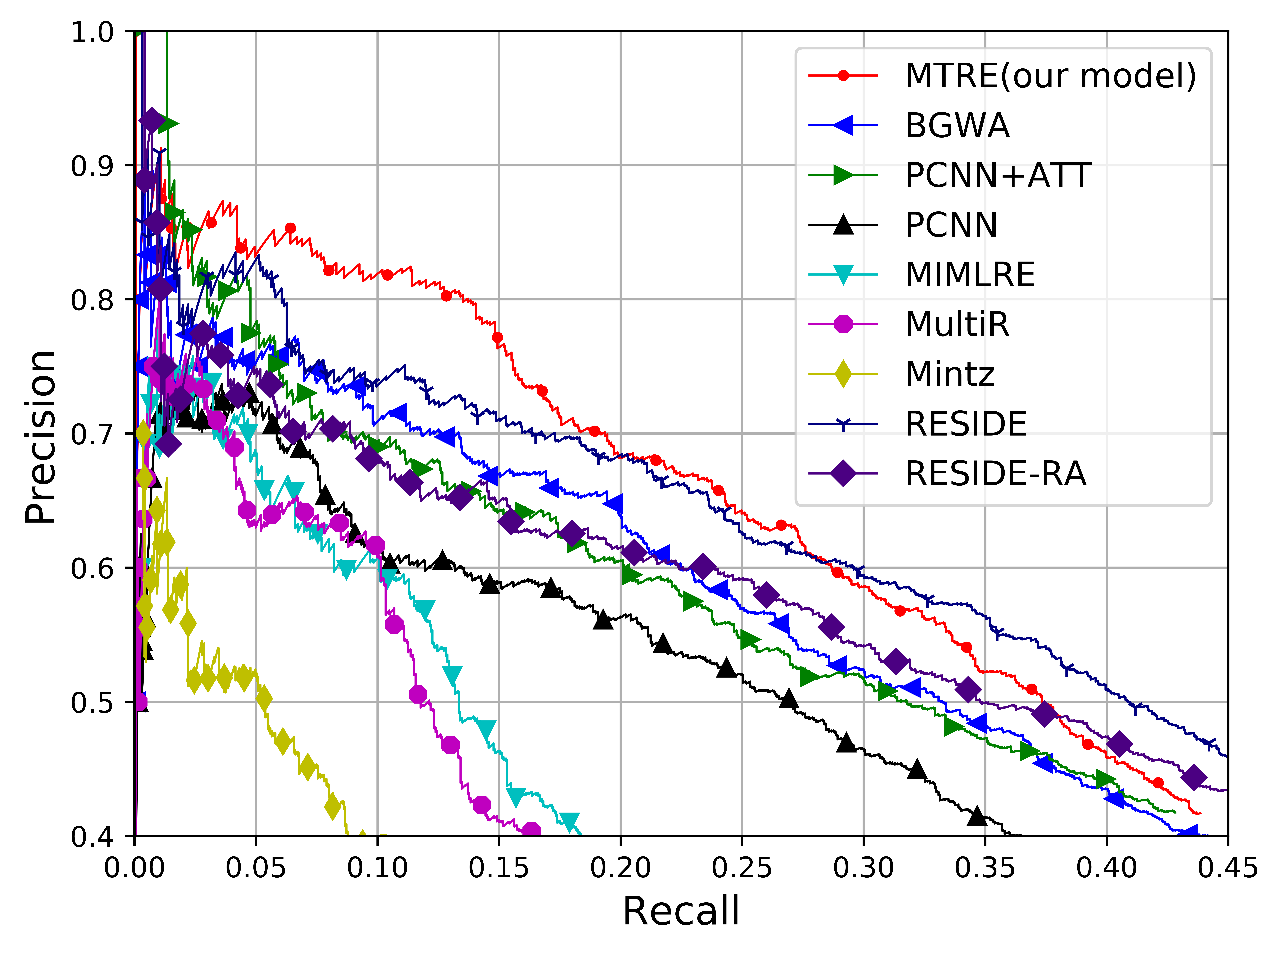 1.0
0.9
0.8
0.7
0.6
0.5
0.4
Precision
0.00 0.05 0.10 0.15 0.20 0.25 0.30 0.35 0.40 0.45
Recall
MTRE(our model)
BGWA
PCNN+ATT
PCNN
MIMLRE
MultiR
Mintz
RESIDE
RESIDE-RA